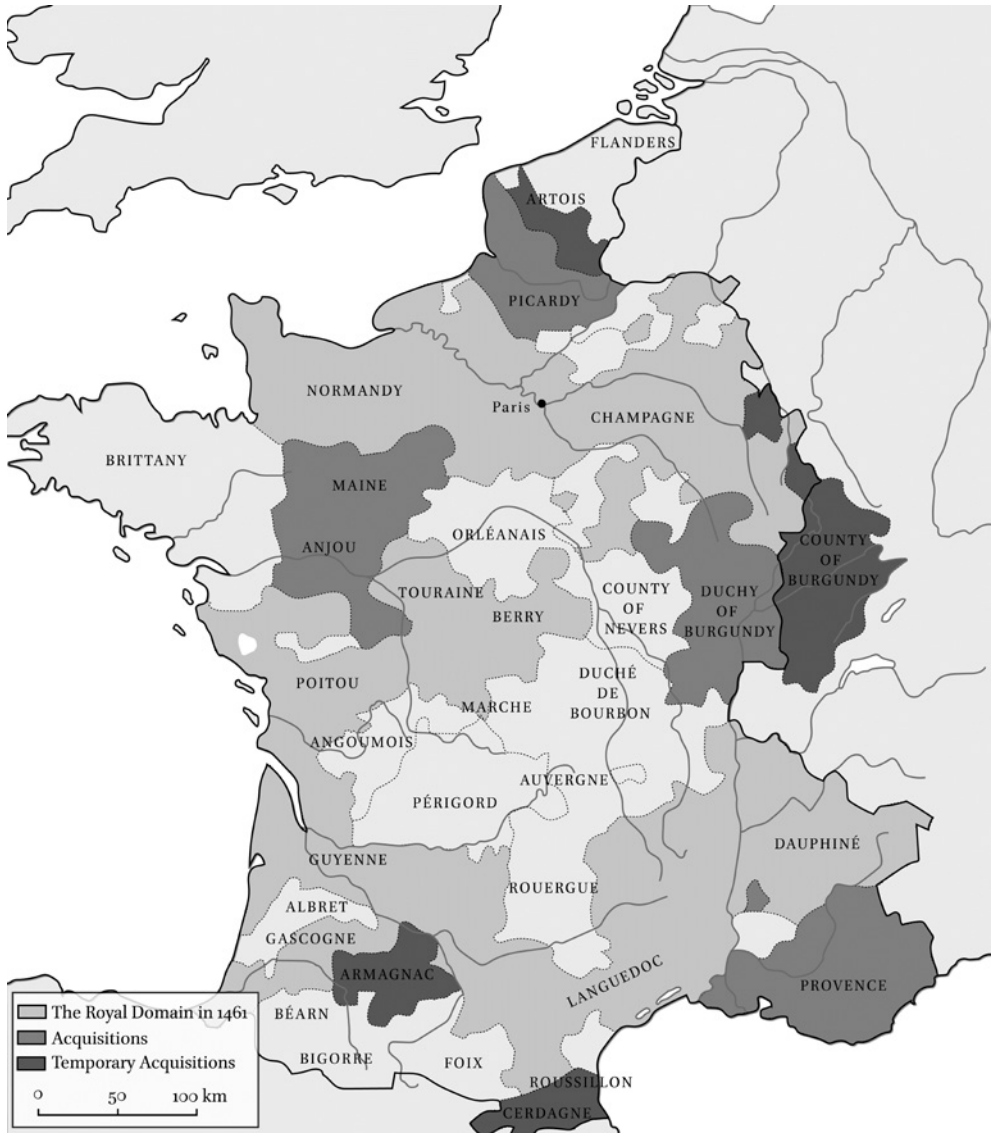 FLANDERS
ARTOIS
PICARDY
NORMANDY
Paris
CHAMPAGNE
BRITTANY
MAINE
ORLÉANAIS
ANJOU
COUNTY
OF
BURGUNDY
TOURAINE
BERRY
COUNTY
OF
NEVERS
DUCHY
OF
BURGUNDY
POITOU
DUCHÉ
DE
BOURBON
MARCHE
ANGOUMOIS
AUVERGNE
PÉRIGORD
DAUPHINÉ
GUYENNE
ROUERGUE
ALBRET
GASCOGNE
ARMAGNAC
LANGUEDOC
PROVENCE
BÉARN
BIGORRE
FOIX
ROUSSILLON
CERDAGNE
The Royal Domain in 1461
Acquisitions
Temporary Acquisitions
0 50 100 km